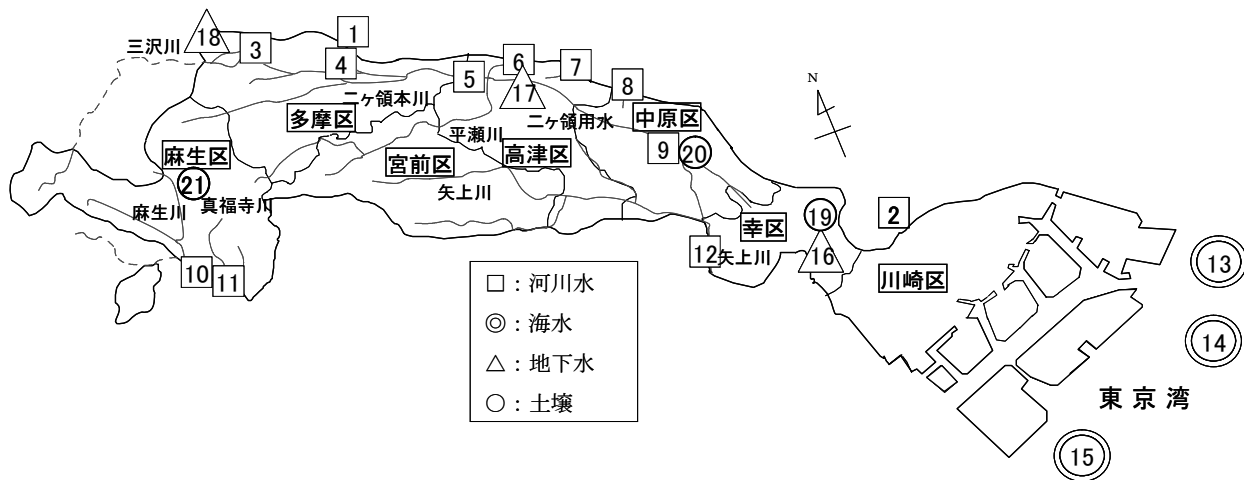 18
三沢川
3
1
4
5
6
17
7
8
二ヶ領本川
多摩区
平瀬川
二ヶ領用水
中原区
9
20
麻生区
21
宮前区
高津区
麻生川
真福寺川
矢上川
10
11
12
矢上川
幸区
19
16
2
川崎区
N
13
14
15
東京湾
□:河川水
◎:海水
△:地下水
○:土壌